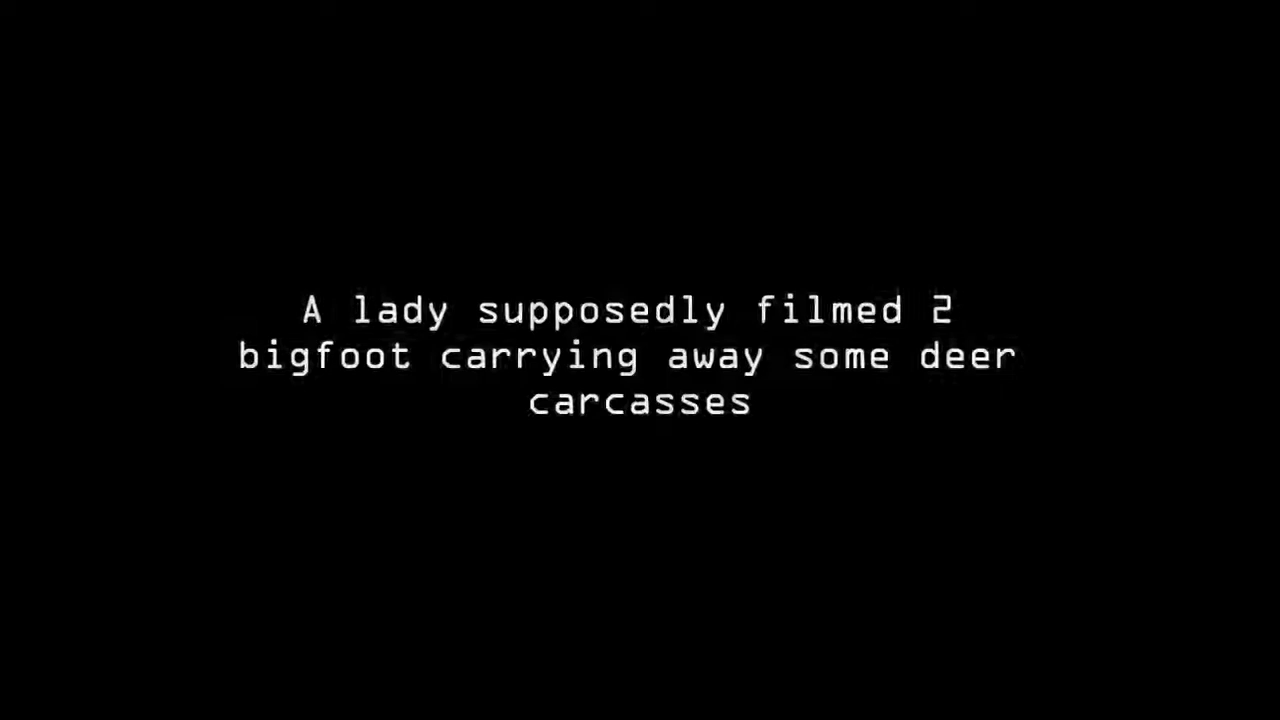 A lady supposedly filmed 2
bigfoot carrying away some deer
carcasses